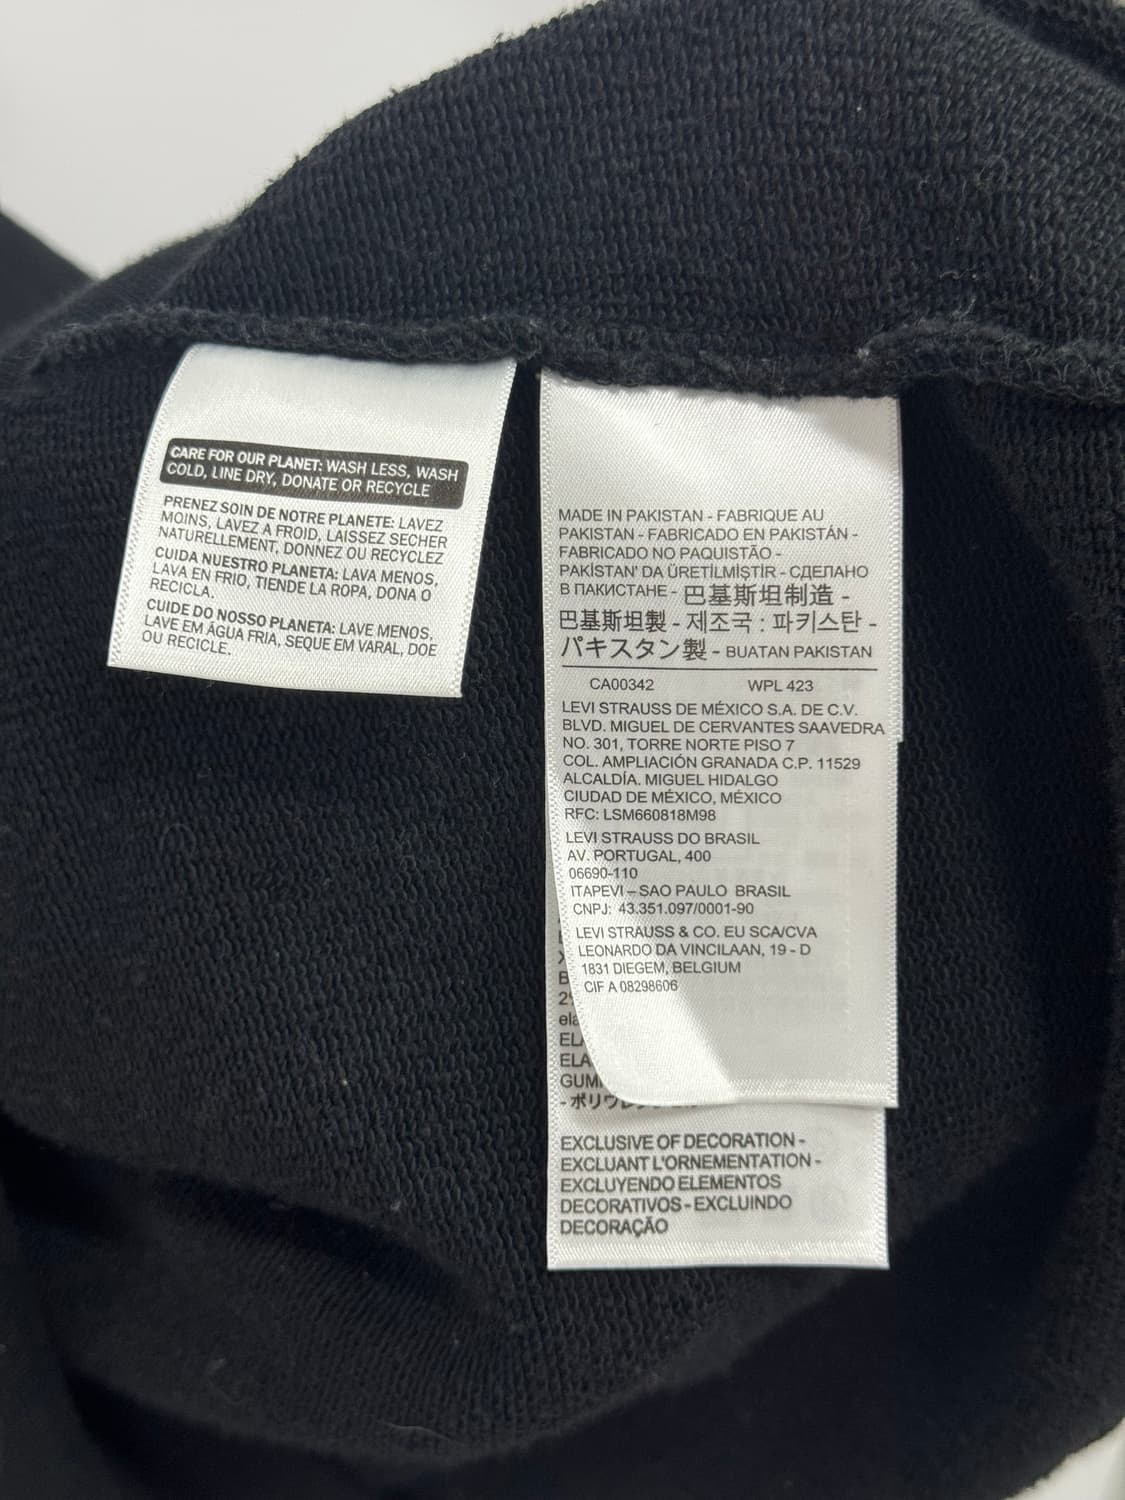 CARE FOR OUR PLANET: WASH LESS, WASH
COLD, LINE DRY, DONATE OR RECYCLE
PRENEZ SOIN DE NOTRE PLANETE: LAVEZ
MOINS, LAVEZ A FROID, LAISSEZ SECHER
NATURELLEMENT, DONNEZ OU RECYCLEZ
CUIDA NUESTRO PLANETA: LAVA MENOS,
LAVA EN FRIO, TIENDE LA ROPA, DONA O
RECICLA.
CUIDE DO NOSSO PLANETA: LAVE MENOS,
LAVE EM ÁGUA FRIA, SEQUE EM VARAL, DOE
OU RECICLE.
MADE IN PAKISTAN - FABRIQUE AU
PAKISTAN - FABRICADO EN PAKISTÁN -
FABRICADO NO PAQUISTÃO -
PAKİSTAN' DA ÜRETİLMİŞTİR - СДЕЛАНО
В ПАКИСТАНЕ - 巴基斯坦制造 -
巴基斯坦製 - 제조국 : 파키스탄 -
パキスタン製 - BUATAN PAKISTAN
CA00342 WPL 423
LEVI STRAUSS DE MÉXICO S.A. DE C.V.
BLVD. MIGUEL DE CERVANTES SAAVEDRA
NO. 301, TORRE NORTE PISO 7
COL. AMPLIACIÓN GRANADA C.P. 11529
ALCALDÍA. MIGUEL HIDALGO
CIUDAD DE MÉXICO, MÉXICO
RFC: LSM660818M98
LEVI STRAUSS DO BRASIL
AV. PORTUGAL, 400
06690-110
ITAPEVI – SAO PAULO BRASIL
CNPJ: 43.351.097/0001-90
LEVI STRAUSS & CO. EU SCA/CVA
LEONARDO DA VINCILAAN, 19 - D
1831 DIEGEM, BELGIUM
CIF A 08298606
EXCLUSIVE OF DECORATION -
EXCLUANT L'ORNEMENTATION -
EXCLUYENDO ELEMENTOS
DECORATIVOS - EXCLUINDO
DECORAÇÃO